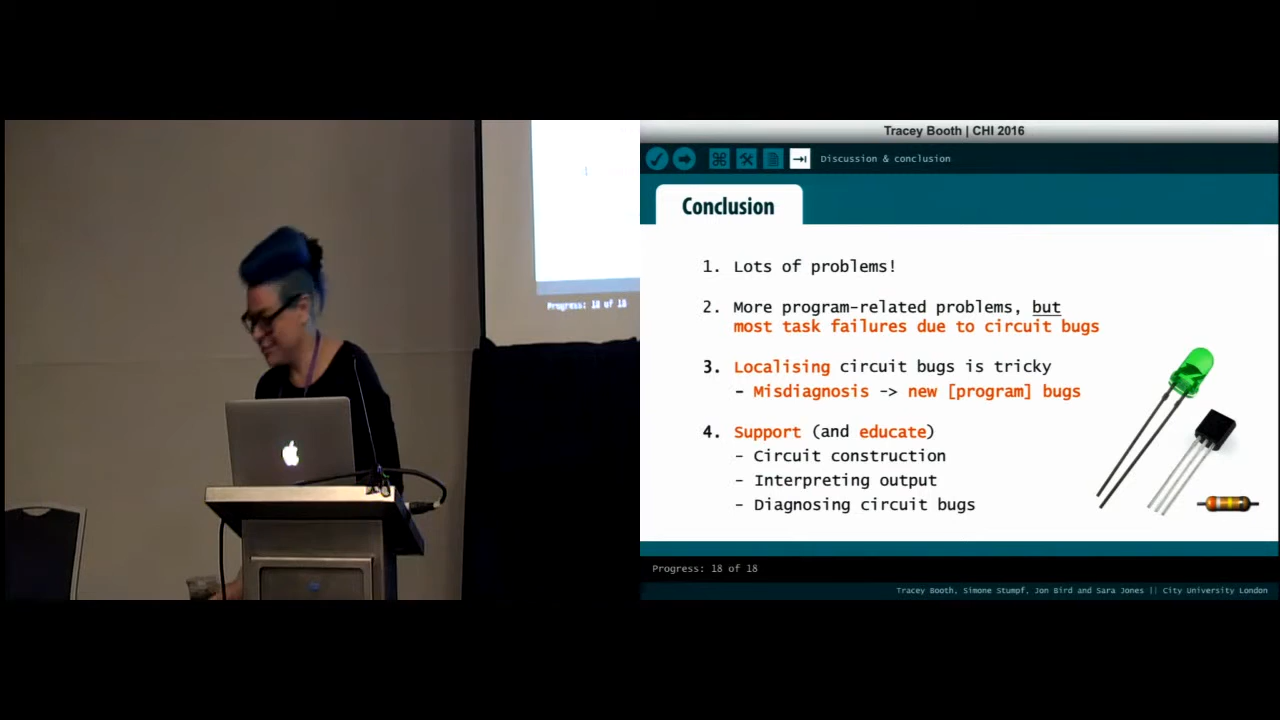 Progress: 18 of 18
Tracey Booth | CHI 2016
Discussion & conclusion
Conclusion
1. Lots of problems!
2. More program-related problems, but
most task failures due to circuit bugs
3. Localising circuit bugs is tricky
- Misdiagnosis -> new [program] bugs
4. Support (and educate)
- Circuit construction
- Interpreting output
- Diagnosing circuit bugs
Progress: 18 of 18
Tracey Booth, Simone Stumpf, Jon Bird and Sara Jones || City University London